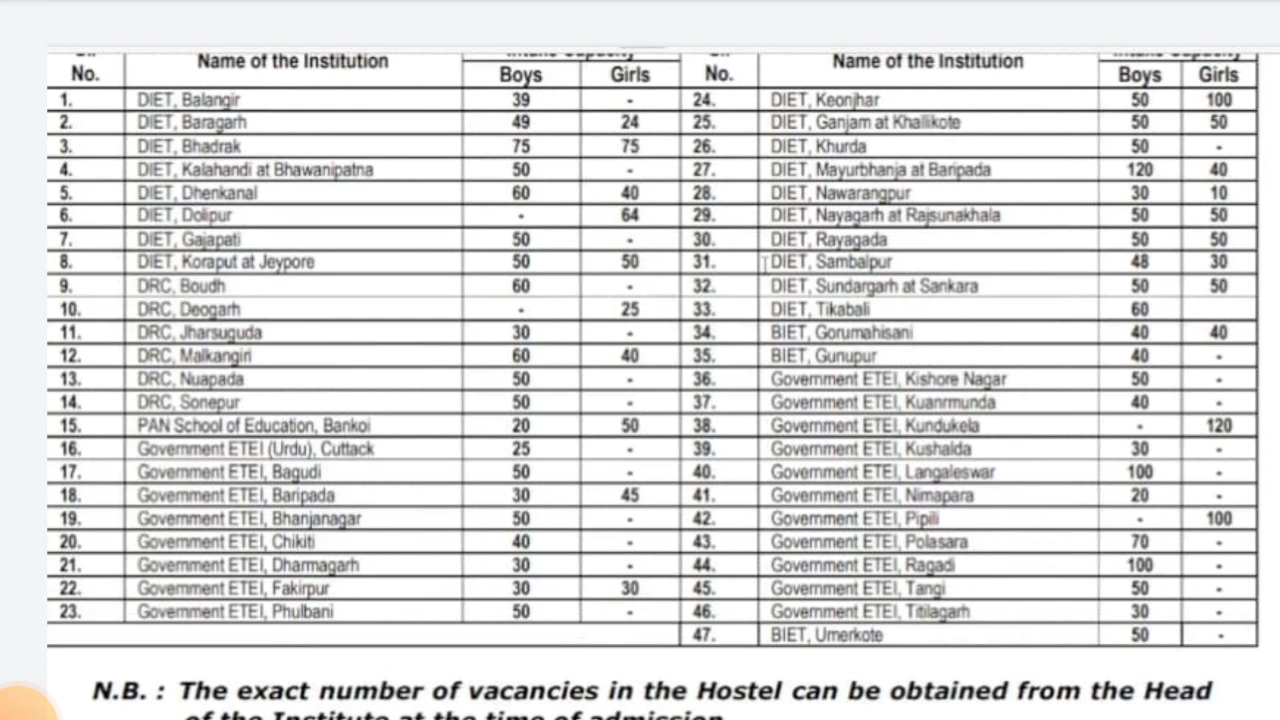 No. Name of the Institution Boys Girls No. Name of the Institution Boys Girls
1. DIET, Balangir 39 - 24. DIET, Keonjhar 50 100
2. DIET, Baragarh 49 24 25. DIET, Ganjam at Khallikote 50 50
3. DIET, Bhadrak 75 75 26. DIET, Khurda 50 -
4. DIET, Kalahandi at Bhawanipatna 50 - 27. DIET, Mayurbhanja at Baripada 120 40
5. DIET, Dhenkanal 60 40 28. DIET, Nawarangpur 30 10
6. DIET, Dolipur - 64 29. DIET, Nayagarh at Rajsunakhala 50 50
7. DIET, Gajapati 50 - 30. DIET, Rayagada 50 50
8. DIET, Koraput at Jeypore 50 50 31. DIET, Sambalpur 48 30
9. DRC, Boudh 60 - 32. DIET, Sundargarh at Sankara 50 50
10. DRC, Deogarh - 25 33. DIET, Tikabali 60
11. DRC, Jharsuguda 30 - 34. BIET, Gorumahisani 40 40
12. DRC, Malkangiri 60 40 35. BIET, Gunupur 40 -
13. DRC, Nuapada 50 - 36. Government ETEI, Kishore Nagar 50 -
14. DRC, Sonepur 50 - 37. Government ETEI, Kuanrmunda 40 -
15. PAN School of Education, Bankoi 20 50 38. Government ETEI, Kundukela - 120
16. Government ETEI (Urdu), Cuttack 25 - 39. Government ETEI, Kushalda 30 -
17. Government ETEI, Bagudi 50 - 40. Government ETEI, Langaleswar 100 -
18. Government ETEI, Baripada 30 45 41. Government ETEI, Nimapara 20 -
19. Government ETEI, Bhanjanagar 50 - 42. Government ETEI, Pipili - 100
20. Government ETEI, Chikiti 40 - 43. Government ETEI, Polasara 70 -
21. Government ETEI, Dharmagarh 30 - 44. Government ETEI, Ragadi 100 -
22. Government ETEI, Fakirpur 30 30 45. Government ETEI, Tangi 50 -
23. Government ETEI, Phulbani 50 - 46. Government ETEI, Titilagarh 30 -
47. BIET, Umerkote 50 -
N.B. : The exact number of vacancies in the Hostel can be obtained from the Head
of the Institute at the time of admission